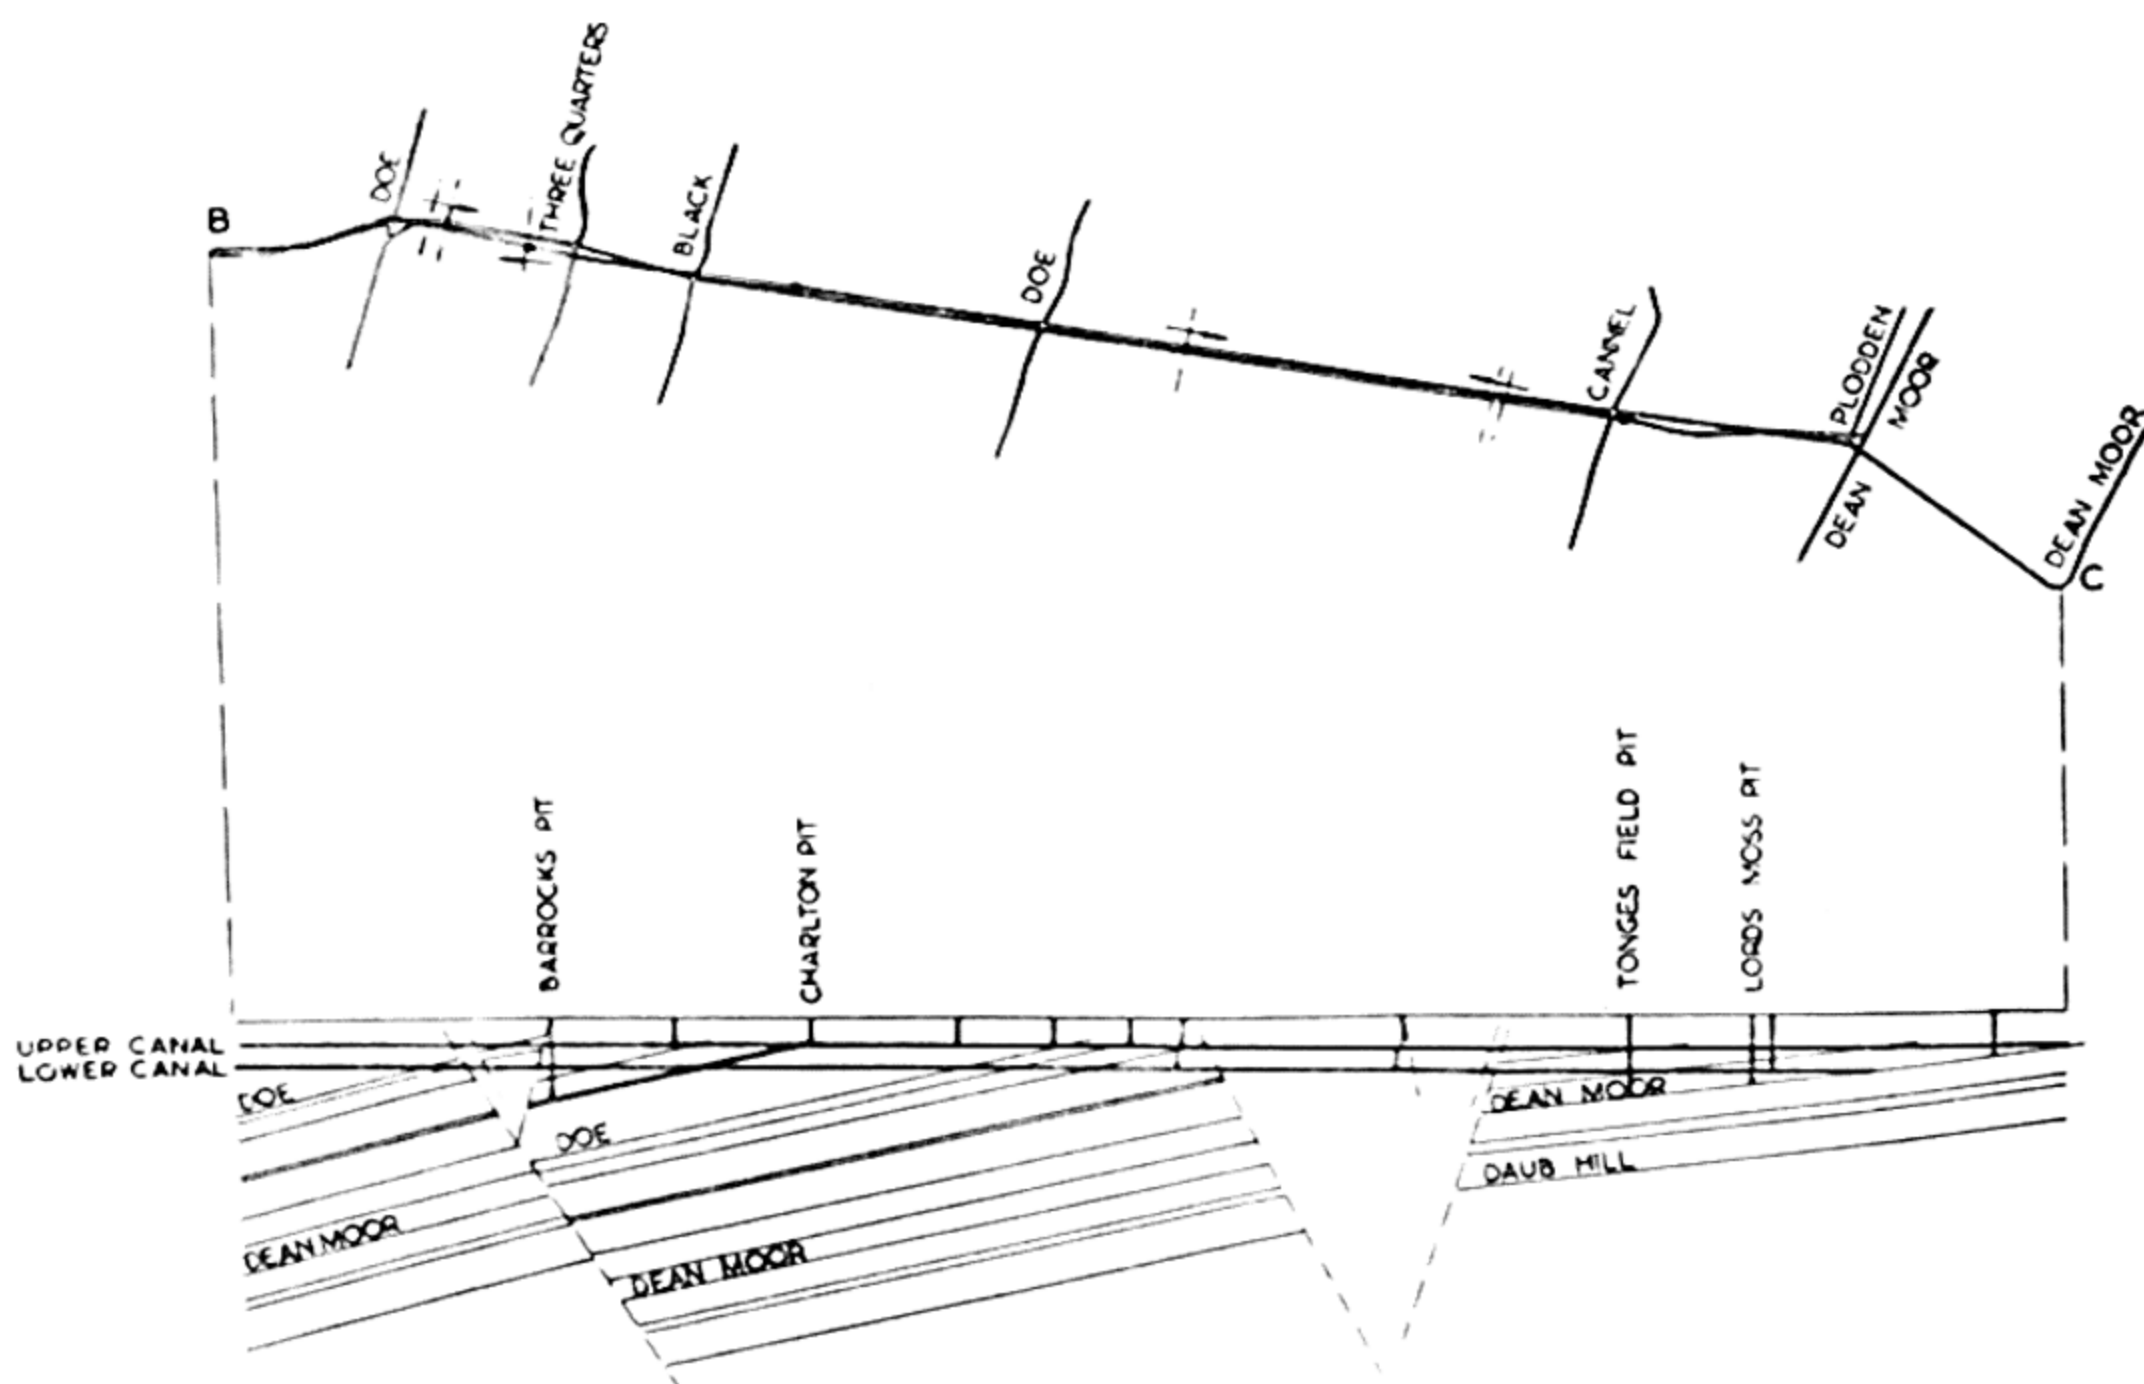 B
DOE
THREE QUARTERS
BLACK
DOE
CANNEL
PLODDEN
DEAN MOOR
DEAN MOOR
C
BARROCKS PIT
CHARLTON PIT
TONGES FIELD PIT
LORDS MOSS PIT
UPPER CANAL
LOWER CANAL
DOE
DOE
DEAN MOOR
DEAN MOOR
DEAN MOOR
DAUB HILL